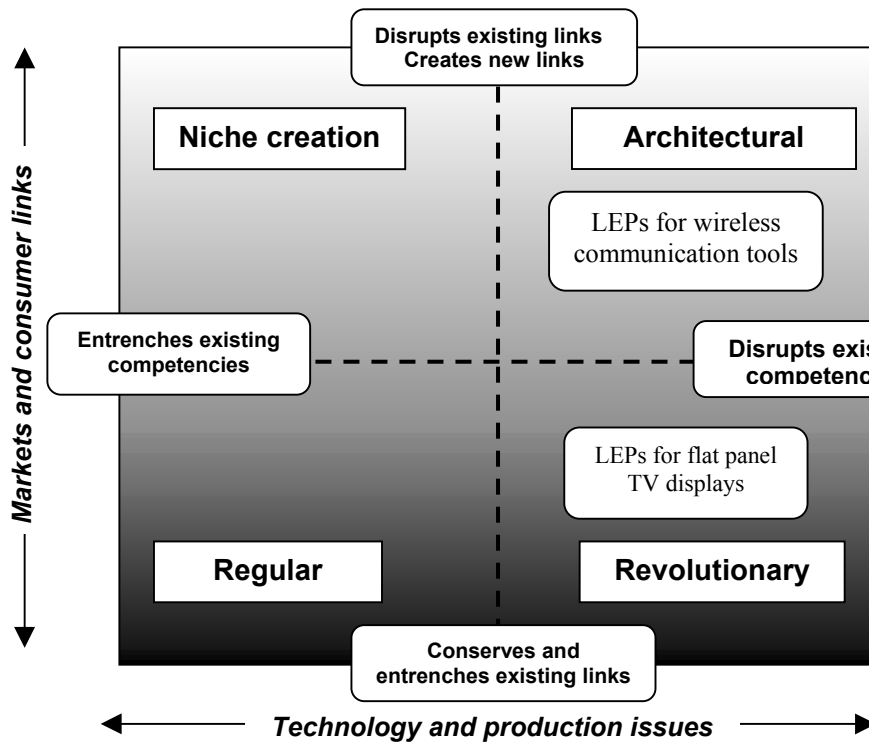 Disrupts existing links
Creates new links
Niche creation
Architectural
LEPs for wireless
communication tools
Markets and consumer links
Entrenches existing
competencies
Disrupts
LEPs for flat panel
TV displays
Regular
Revolutionary
Conserves and
entrenches existing links
Technology and production issues